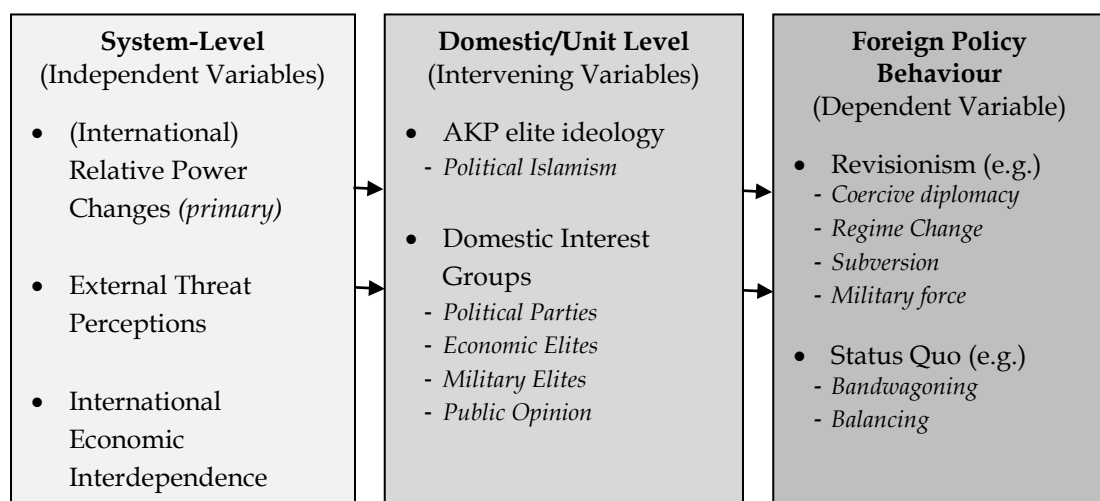 System-Level
(Independent Variables)
• (International)
Relative Power
Changes (primary)
• External Threat
Perceptions
• International
Economic
Interdependence
Domestic/Unit Level
(Intervening Variables)
• AKP elite ideology
- Political Islamism
• Domestic Interest
Groups
- Political Parties
- Economic Elites
- Military Elites
- Public Opinion
Foreign Policy
Behaviour
(Dependent Variable)
• Revisionism (e.g.)
- Coercive diplomacy
- Regime Change
- Subversion
- Military force
• Status Quo (e.g.)
- Bandwagoning
- Balancing